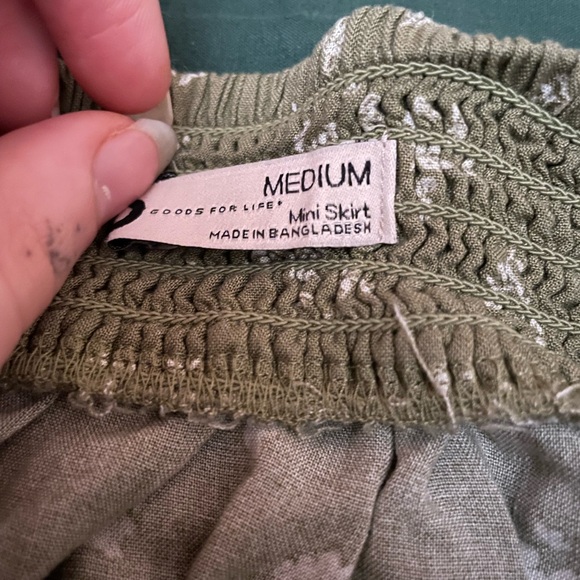 MEDIUM
GOODS FOR LIFE+
Mini Skirt
MADE IN BANGLADESH